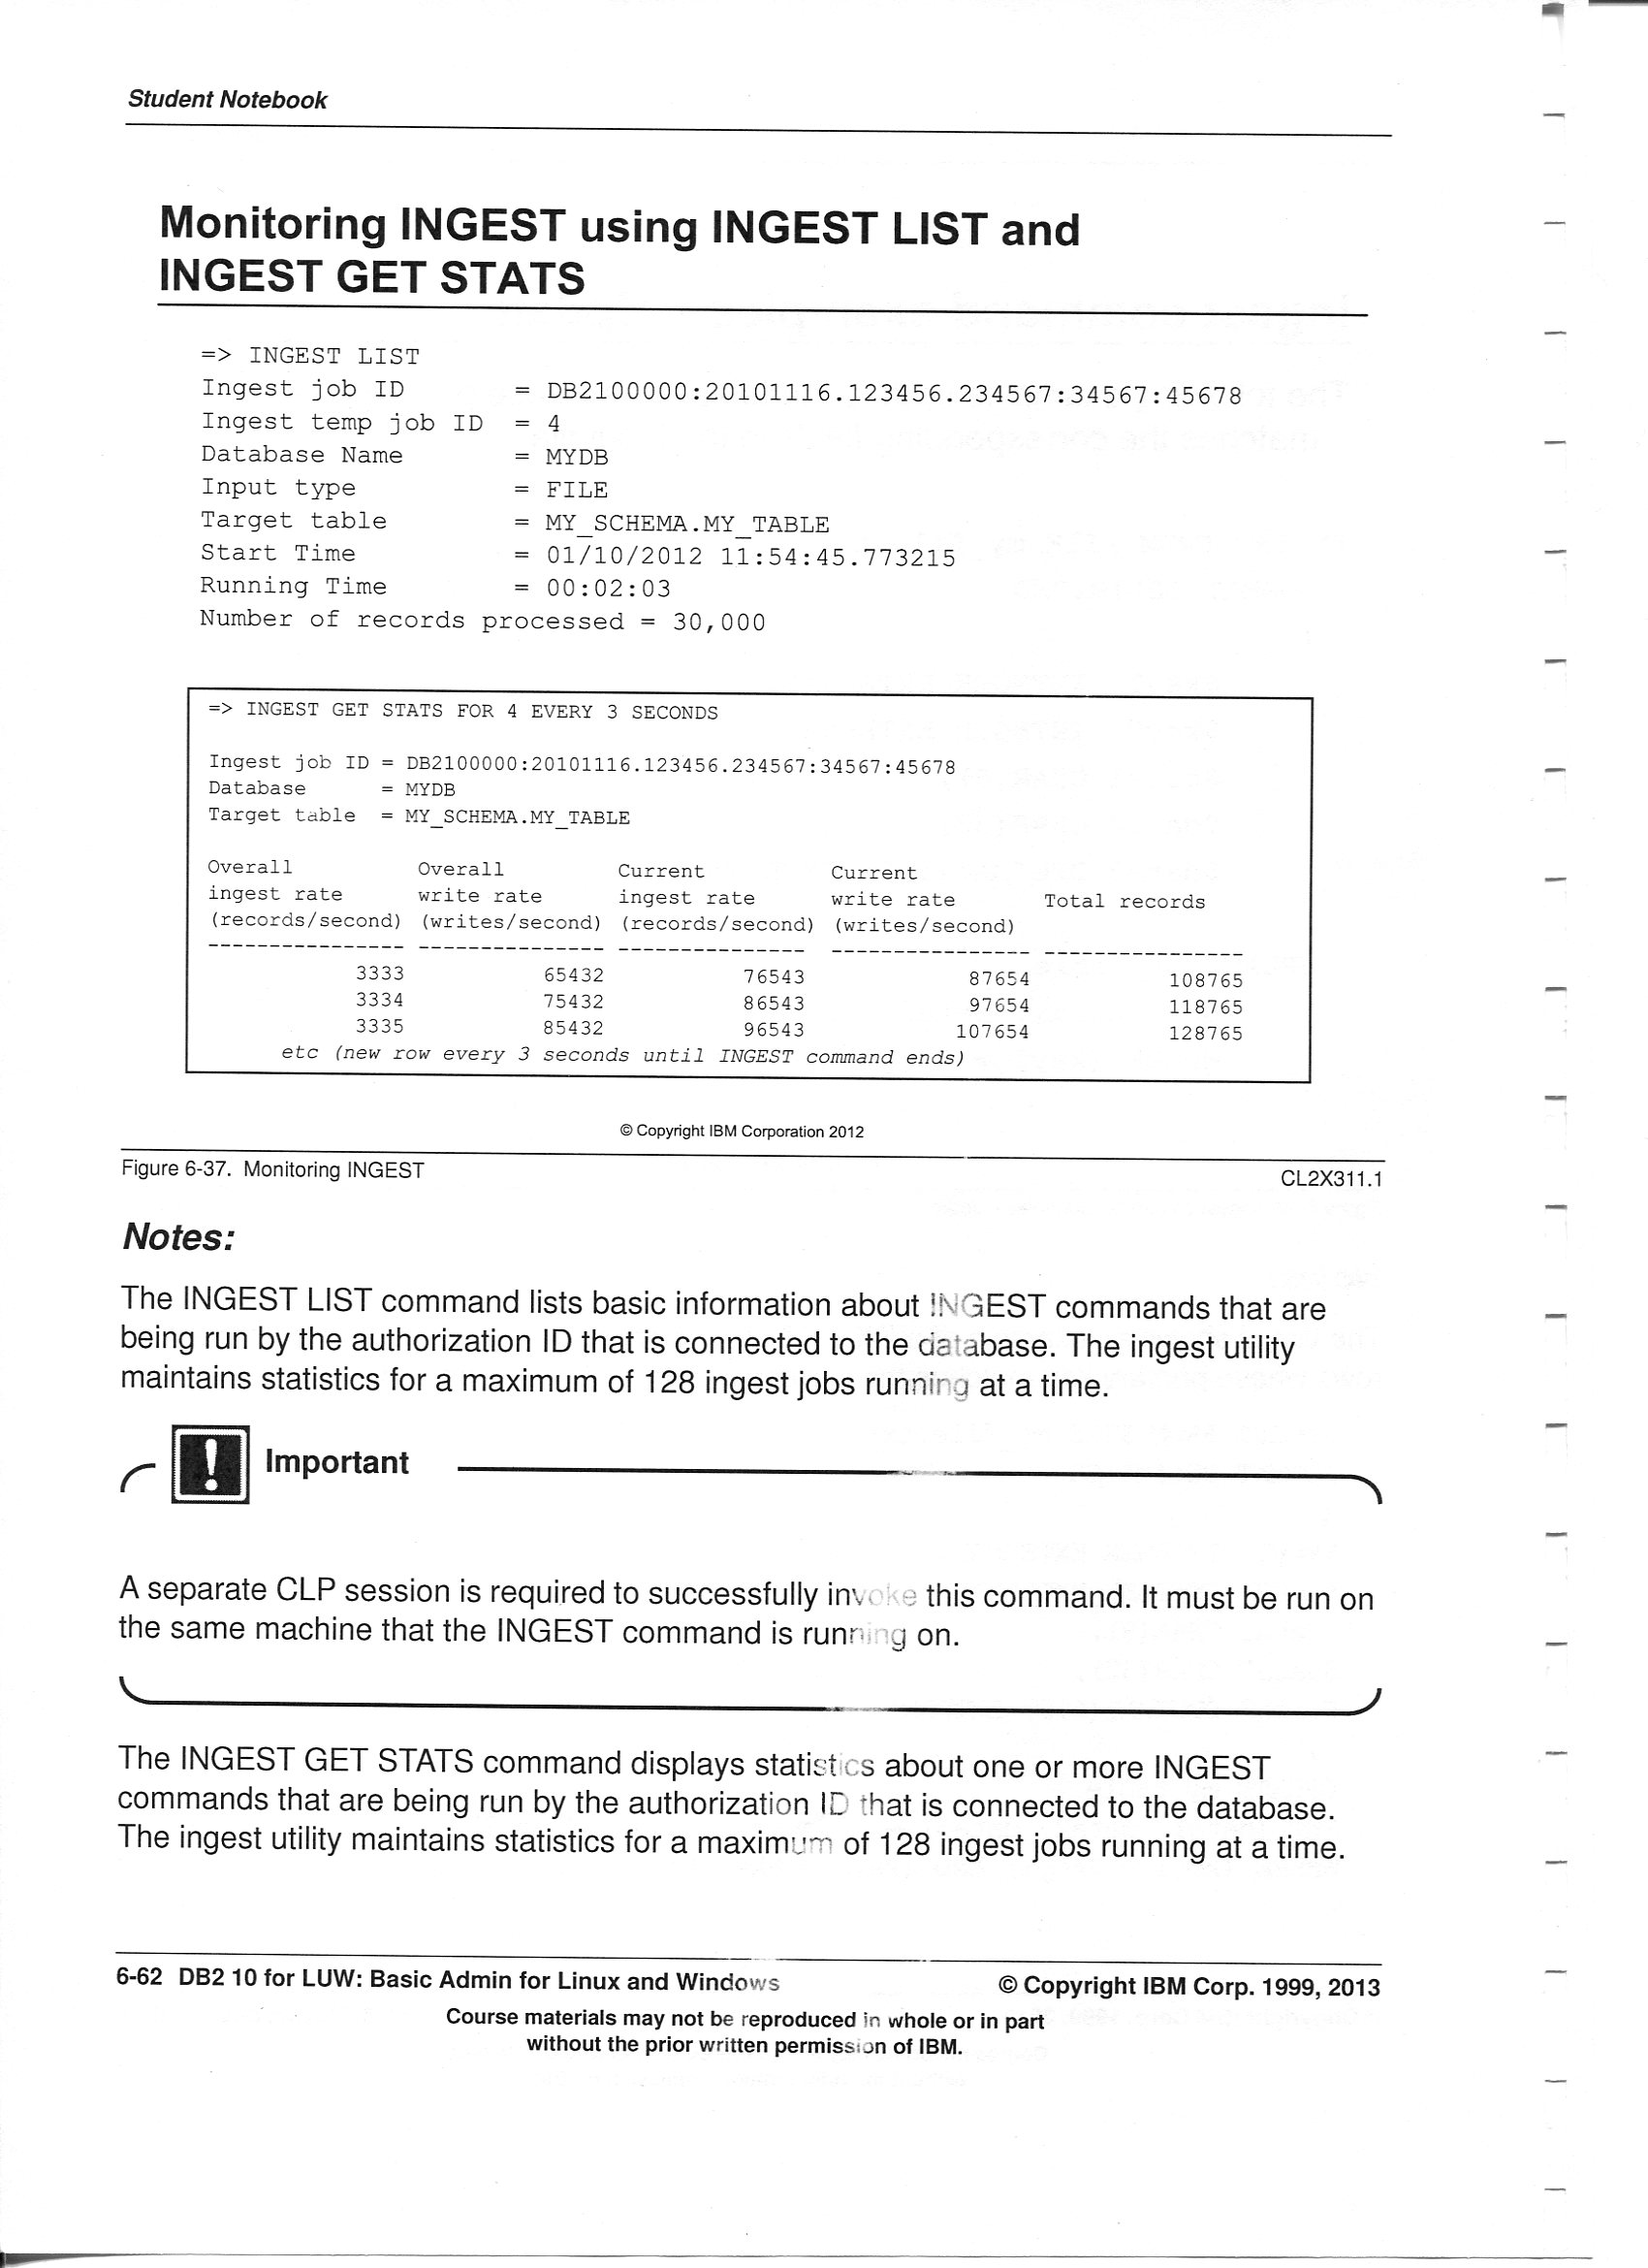 Student Notebook
Monitoring INGEST using INGEST LIST and
INGEST GET STATS
=> INGEST LIST
Ingest job ID = DB2100000:20101116.123456.234567:34567:45678
Ingest temp job ID = 4
Database Name = MYDB
Input type = FILE
Target table = MY_SCHEMA.MY_TABLE
Start Time = 01/10/2012 11:54:45.773215
Running Time = 00:02:03
Number of records processed = 30,000
=> INGEST GET STATS FOR 4 EVERY 3 SECONDS
Ingest job ID = DB2100000:20101116.123456.234567:34567:45678
Database = MYDB
Target table = MY_SCHEMA.MY_TABLE
Overall Overall Current Current
ingest rate write rate ingest rate write rate Total records
(records/second) (writes/second) (records/second) (writes/second)
---------------- --------------- --------------- ---------------- ----------------
3333 65432 76543 87654 108765
3334 75432 86543 97654 118765
3335 85432 96543 107654 128765
etc (new row every 3 seconds until INGEST command ends)
© Copyright IBM Corporation 2012
Figure 6-37. Monitoring INGEST CL2X311.1
Notes:
The INGEST LIST command lists basic information about INGEST commands that are
being run by the authorization ID that is connected to the database. The ingest utility
maintains statistics for a maximum of 128 ingest jobs running at a time.
! Important
A separate CLP session is required to successfully invoke this command. It must be run on
the same machine that the INGEST command is running on.
The INGEST GET STATS command displays statistics about one or more INGEST
commands that are being run by the authorization ID that is connected to the database.
The ingest utility maintains statistics for a maximum of 128 ingest jobs running at a time.
6-62 DB2 10 for LUW: Basic Admin for Linux and Windows © Copyright IBM Corp. 1999, 2013
Course materials may not be reproduced in whole or in part
without the prior written permission of IBM.